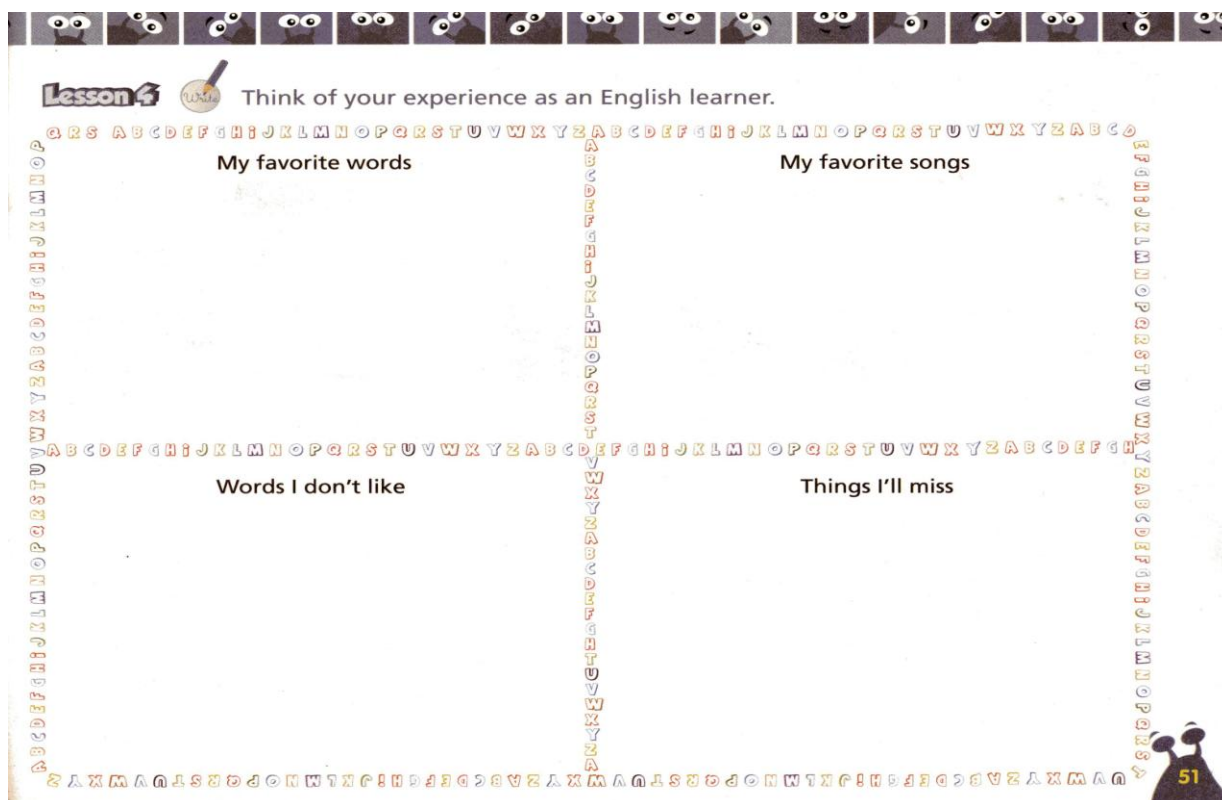 Lesson 4 Write Think of your experience as an English learner.
Q R S A B C D E F G H i J K L M N O P Q R S T U V W X Y Z A B C D E F G H i J K L M N O P Q R S T U V W X Y Z A B C D
My favorite words
My favorite songs
E F G H i J K L M N O P Q R S T U V W X Y Z A B C D E F G H i J K L M N O P Q R S
A B C D E F G H i J K L M N O P Q R S T
A B C D E F G H i J K L M N O P Q R S T U V W X Y Z A B C D E F G H i J K L M N O P Q R S T U V W X Y Z A B C D E F G H
Words I don't like
Things I'll miss
V W X Y Z A B C D E F G H T U V W X Y Z A
A B C D E F G H i J K L M N O P Q R S T U V W X Y Z A B C D E F G H i J K L M N O P
51